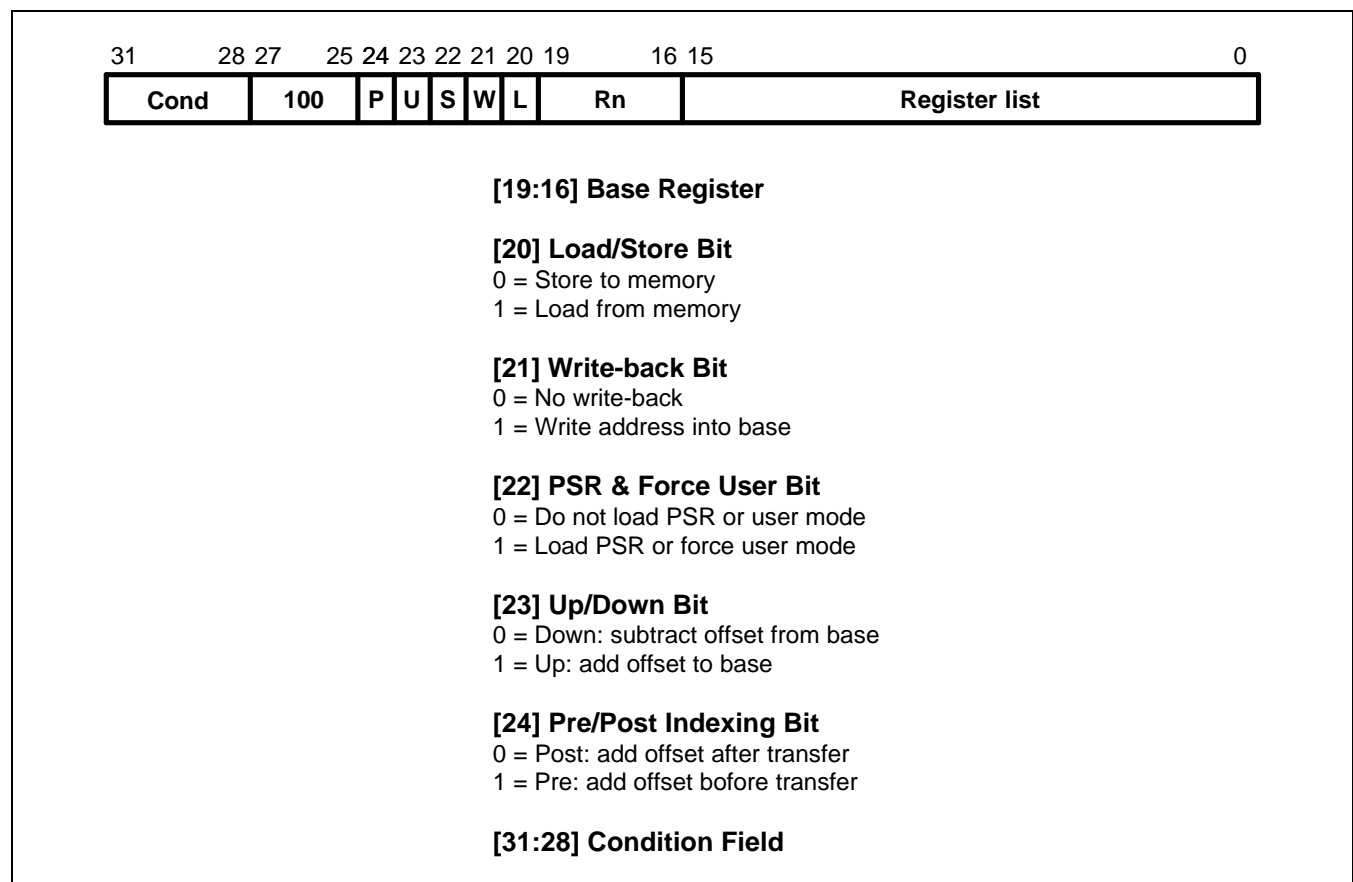 31 28 27 25 24 23 22 21 20 19 16 15 0
Cond 100 P U S W L Rn Register list
[19:16] Base Register
[20] Load/Store Bit
0 = Store to memory
1 = Load from memory
[21] Write-back Bit
0 = No write-back
1 = Write address into base
[22] PSR & Force User Bit
0 = Do not load PSR or user mode
1 = Load PSR or force user mode
[23] Up/Down Bit
0 = Down: subtract offset from base
1 = Up: add offset to base
[24] Pre/Post Indexing Bit
0 = Post: add offset after transfer
1 = Pre: add offset bofore transfer
[31:28] Condition Field